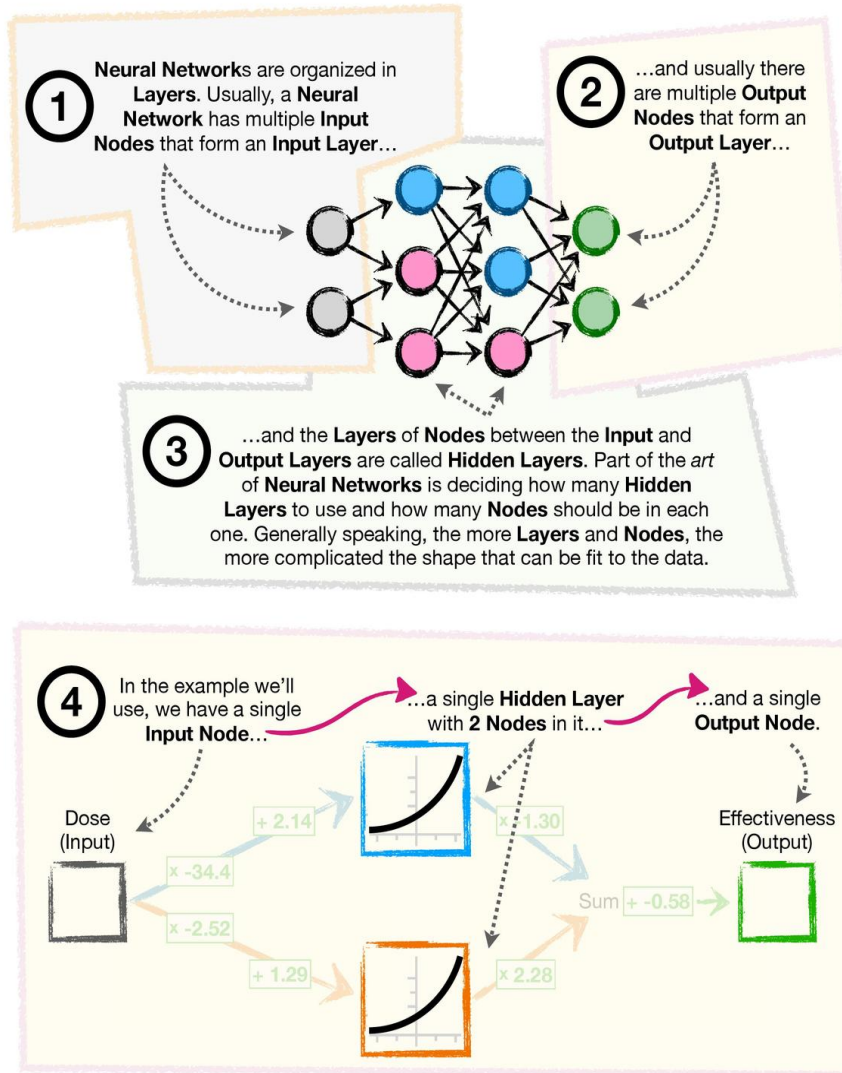 1
Neural Networks are organized in
Layers. Usually, a Neural
Network has multiple Input
Nodes that form an Input Layer…
2
…and usually there
are multiple Output
Nodes that form an
Output Layer…
3
…and the Layers of Nodes between the Input and
Output Layers are called Hidden Layers. Part of the art
of Neural Networks is deciding how many Hidden
Layers to use and how many Nodes should be in each
one. Generally speaking, the more Layers and Nodes, the
more complicated the shape that can be fit to the data.
4
In the example we'll
use, we have a single
Input Node…
…a single Hidden Layer
with 2 Nodes in it…
…and a single
Output Node.
Dose
(Input)
+ 2.14
x -34.4
x -2.52
+ 1.29
x -1.30
x 2.28
Sum + -0.58
Effectiveness
(Output)